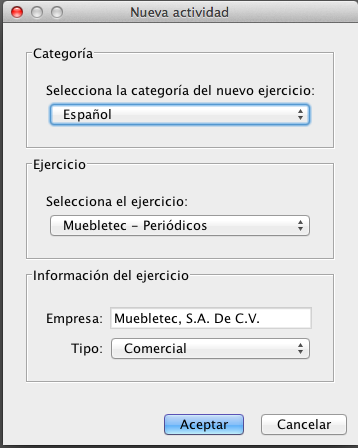 Nueva actividad
Categoría
Selecciona la categoría del nuevo ejercicio:
Español
Ejercicio
Selecciona el ejercicio:
Muebletec - Periódicos
Información del ejercicio
Empresa: Muebletec, S.A. De C.V.
Tipo: Comercial
Aceptar Cancelar